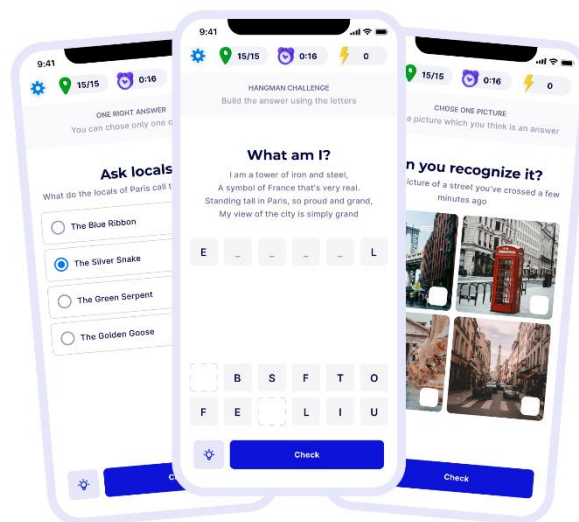 9:41
15/15
0:16
ONE RIGHT ANSWER
You can chose only one
Ask locals
What do the locals of Paris call
The Blue Ribbon
The Silver Snake
The Green Serpent
The Golden Goose
9:41
15/15
0:16
0
HANGMAN CHALLENGE
Build the answer using the letters
What am I?
I am a tower of iron and steel,
A symbol of France that's very real.
Standing tall in Paris, so proud and grand,
My view of the city is simply grand
E _ _ _ _ L
B S F T O
F E L I U
Check
15/15
0:16
0
CHOSE ONE PICTURE
a picture which you think is an answer
you recognize it?
picture of a street you've crossed a few
minutes ago
TELEPHONE
Check